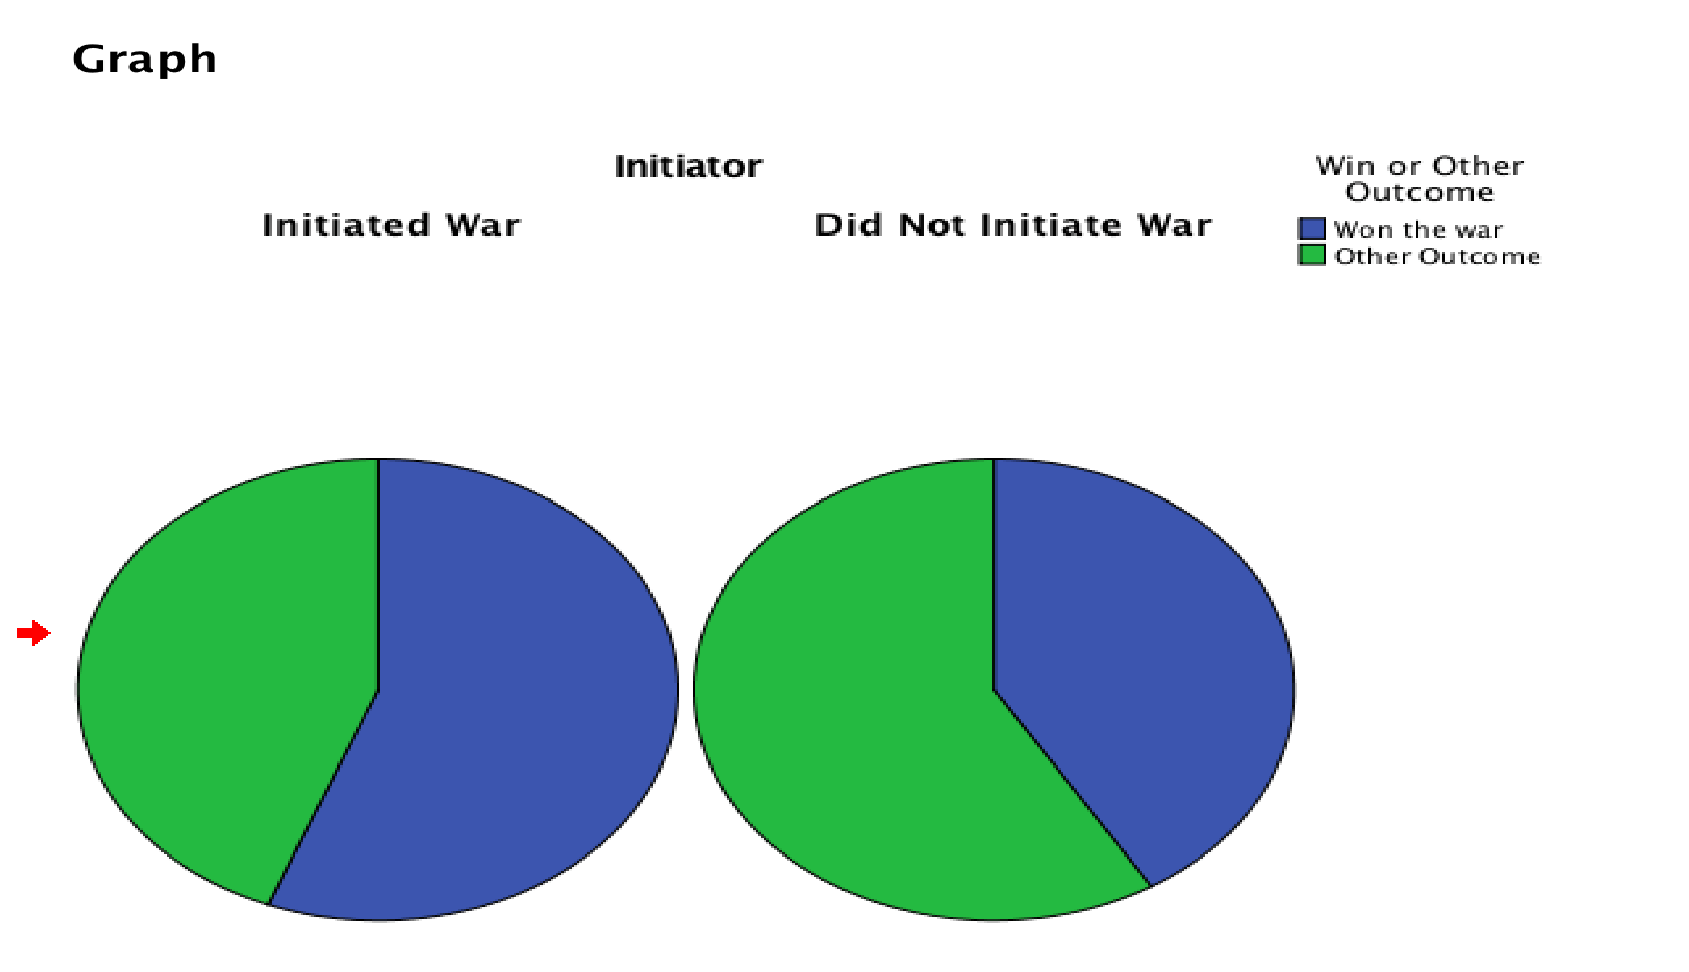 Graph
Initiator
Initiated War
Did Not Initiate War
Win or Other
Outcome
Won the war
Other Outcome